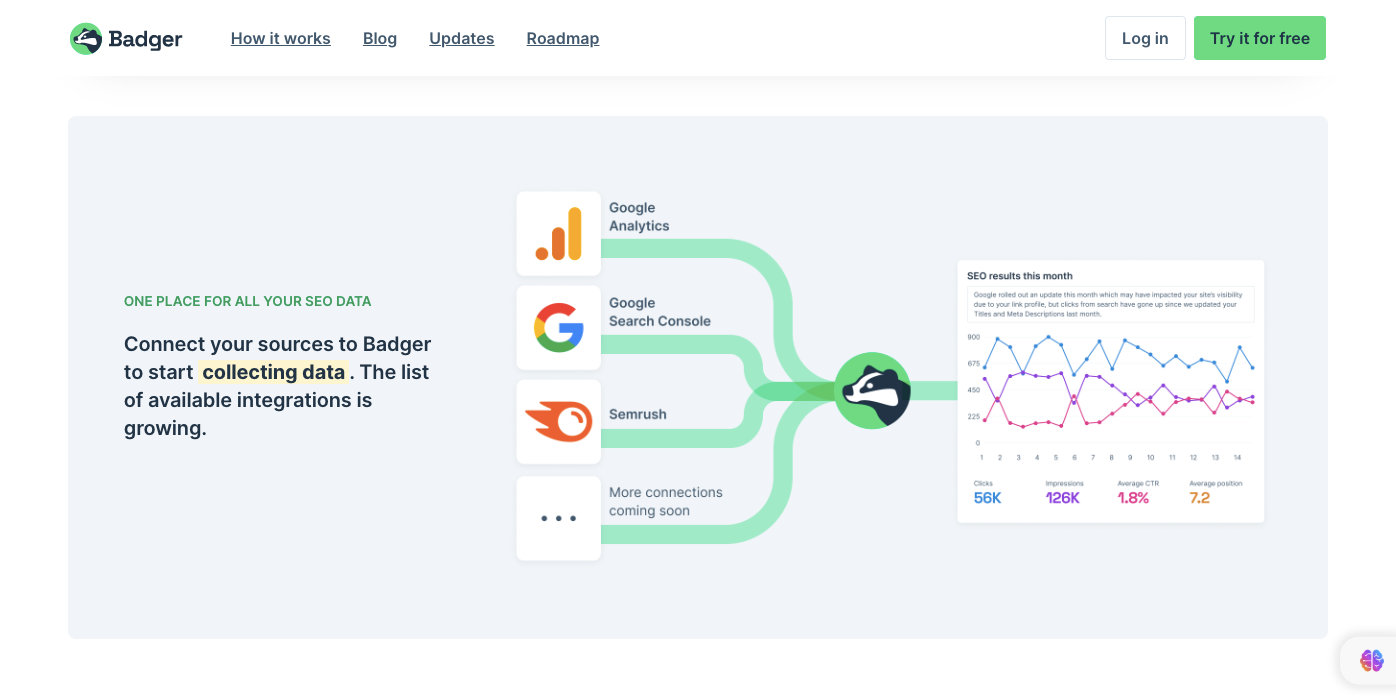 Badger
How it works
Blog
Updates
Roadmap
Log in
Try it for free
ONE PLACE FOR ALL YOUR SEO DATA
Connect your sources to Badger
to start collecting data. The list
of available integrations is
growing.
Google
Analytics
Google
Search Console
Semrush
More connections
coming soon
SEO results this month
Google rolled out an update this month which may have impacted your site's visibility
due to your link profile, but clicks from search have gone up since we updated your
Titles and Meta Descriptions last month.
900
675
450
225
0
1 2 3 4 5 6 7 8 9 10 11 12 13 14
Clicks
56K
Impressions
126K
Average CTR
1.8%
Average position
7.2